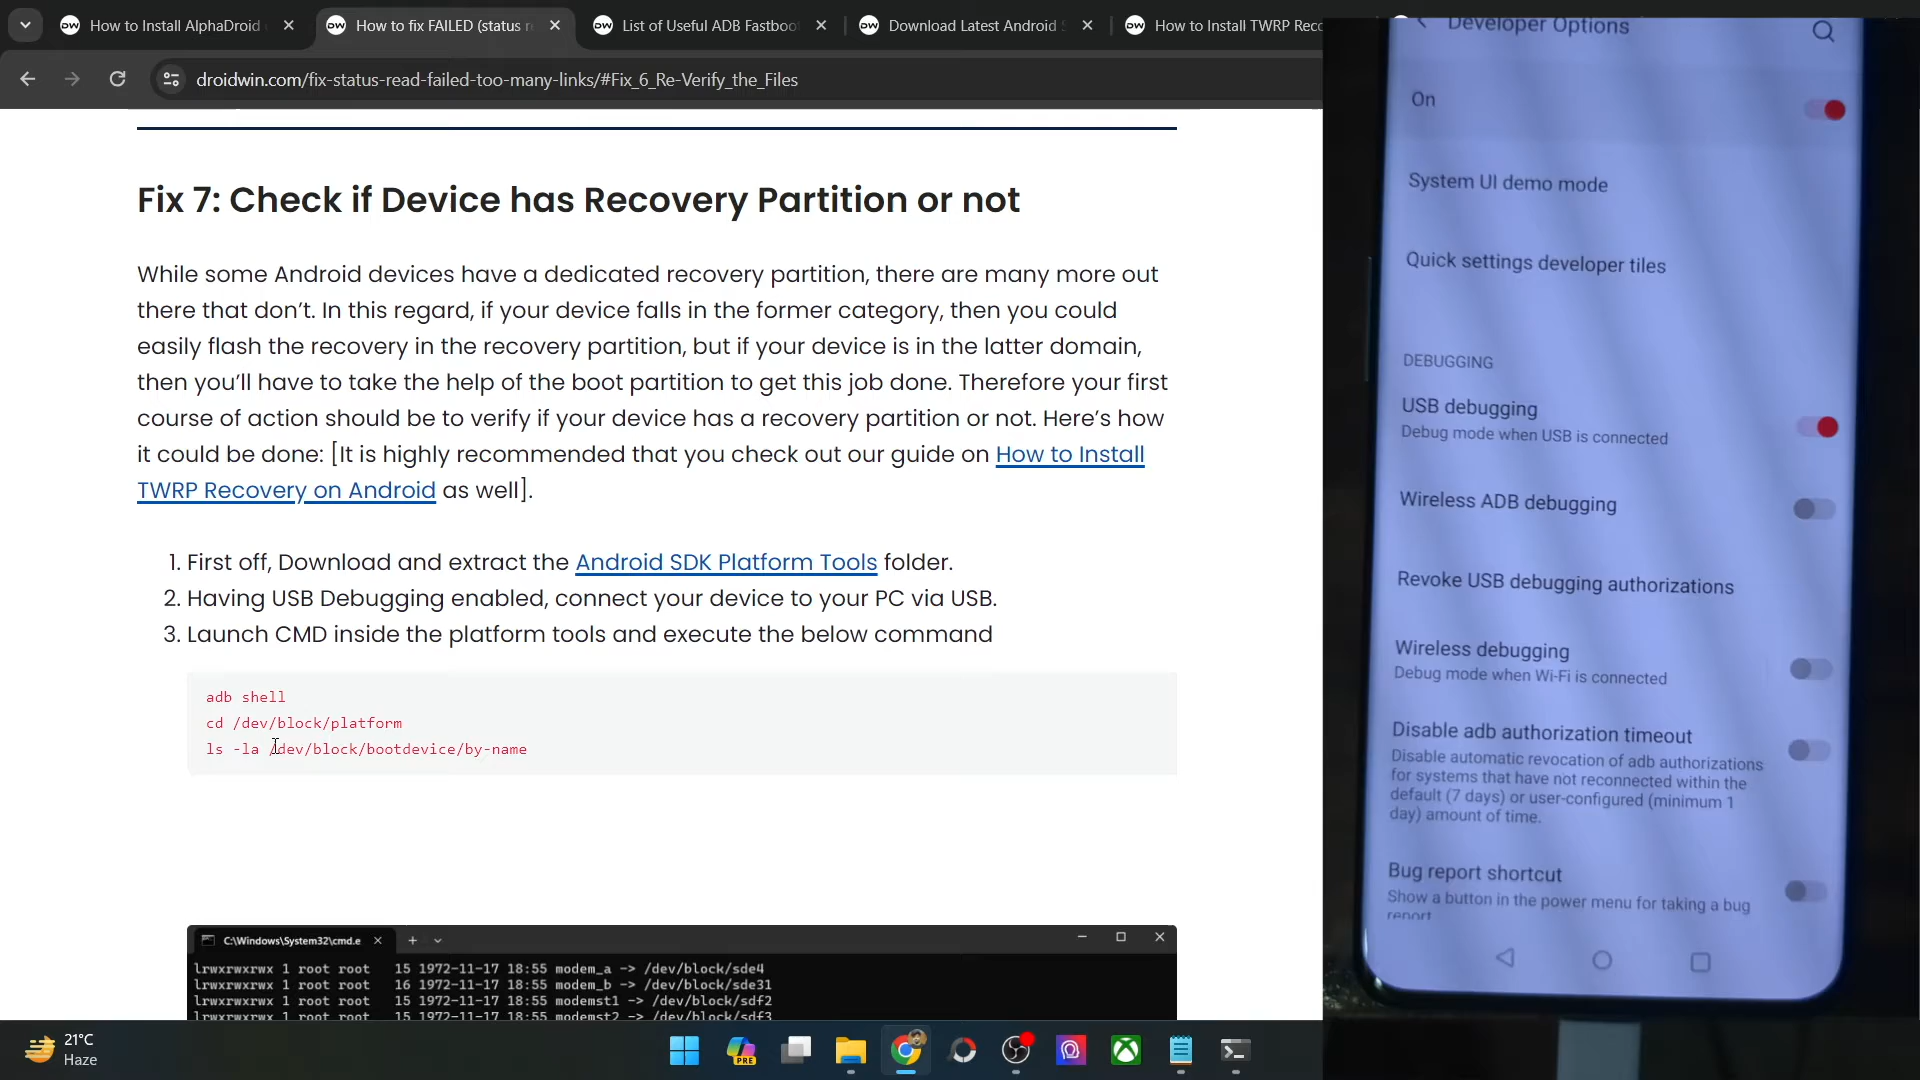 How to Install AlphaDroid
How to fix FAILED (status r
List of Useful ADB Fastboo
Download Latest Android S
How to Install TWRP Reco
droidwin.com/fix-status-read-failed-too-many-links/#Fix_6_Re-Verify_the_Files
Fix 7: Check if Device has Recovery Partition or not
While some Android devices have a dedicated recovery partition, there are many more out
there that don’t. In this regard, if your device falls in the former category, then you could
easily flash the recovery in the recovery partition, but if your device is in the latter domain,
then you’ll have to take the help of the boot partition to get this job done. Therefore your first
course of action should be to verify if your device has a recovery partition or not. Here’s how
it could be done: [It is highly recommended that you check out our guide on How to Install
TWRP Recovery on Android as well].
1. First off, Download and extract the Android SDK Platform Tools folder.
2. Having USB Debugging enabled, connect your device to your PC via USB.
3. Launch CMD inside the platform tools and execute the below command
adb shell
cd /dev/block/platform
ls -la /dev/block/bootdevice/by-name
C:\Windows\System32\cmd.e
lrwxrwxrwx 1 root root 15 1972-11-17 18:55 modem_a -> /dev/block/sde4
lrwxrwxrwx 1 root root 16 1972-11-17 18:55 modem_b -> /dev/block/sde31
lrwxrwxrwx 1 root root 15 1972-11-17 18:55 modemst1 -> /dev/block/sdf2
lrwxrwxrwx 1 root root 15 1972-11-17 18:55 modemst2 -> /dev/block/sdf3
Developer Options
On
System UI demo mode
Quick settings developer tiles
DEBUGGING
USB debugging
Debug mode when USB is connected
Wireless ADB debugging
Revoke USB debugging authorizations
Wireless debugging
Debug mode when Wi-Fi is connected
Disable adb authorization timeout
Disable automatic revocation of adb authorizations
for systems that have not reconnected within the
default (7 days) or user-configured (minimum 1
day) amount of time.
Bug report shortcut
Show a button in the power menu for taking a bug
report
21°C
Haze
PRE